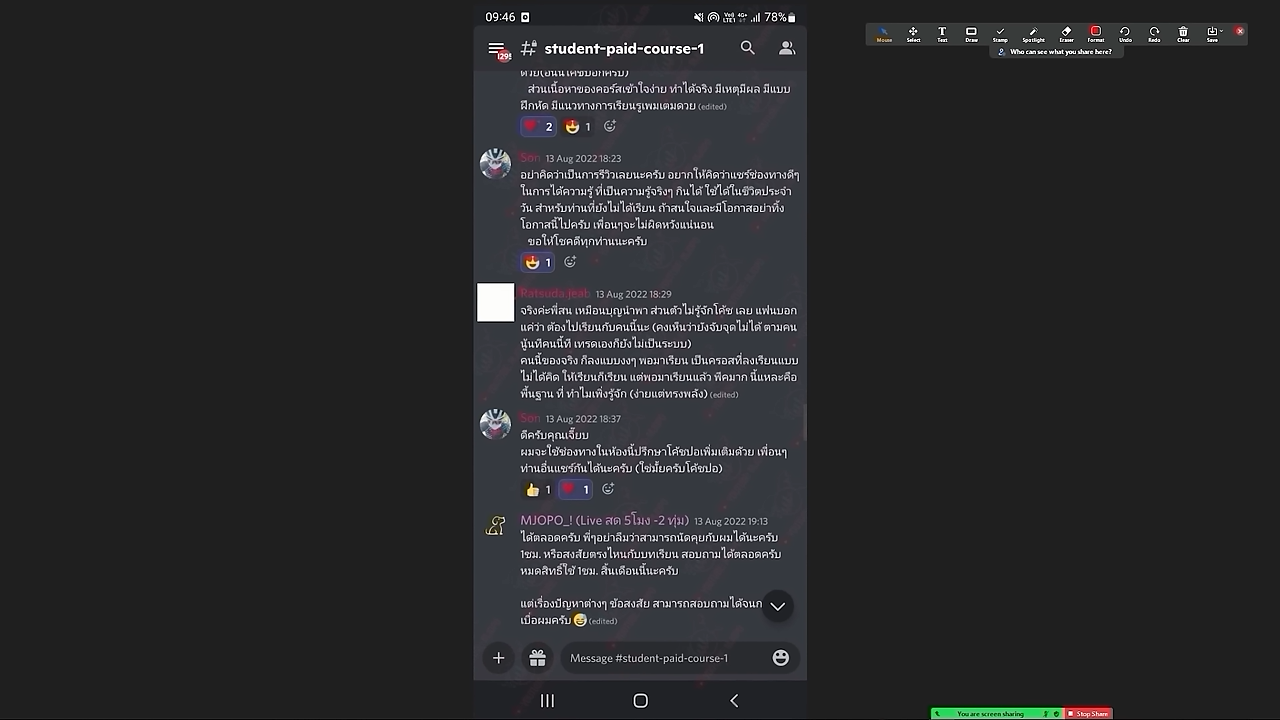 09:46
78%
Mouse Select Text Draw Stamp Spotlight Eraser Format Undo Redo Clear Save
Who can see what you share here?
student-paid-course-1
ด้วย(อันนี้โค้ชบอกครับ)
ส่วนเนื้อหาของคอร์สเข้าใจง่าย ทำได้จริง มีเหตุมีผล มีแบบ
ฝึกหัด มีแนวทางการเรียนรู้เพิ่มเติมด้วย (edited)
2 1
Son 13 Aug 2022 18:23
อย่าคิดว่าเป็นการรีวิวเลยนะครับ อยากให้คิดว่าแชร์ช่องทางดีๆ
ในการได้ความรู้ ที่เป็นความรู้จริงๆ กินได้ ใช้ได้ในชีวิตประจำ
วัน สำหรับท่านที่ยังไม่ได้เรียน ถ้าสนใจและมีโอกาสอย่าทิ้ง
โอกาสนี้ไปครับ เพื่อนๆจะไม่ผิดหวังแน่นอน
ขอให้โชคดีทุกท่านนะครับ
1
Ratsuda.jeab 13 Aug 2022 18:29
จริงค่ะพี่สน เหมือนบุญนำพา ส่วนตัวไม่รู้จักโค้ช เลย แฟนบอก
แค่ว่า ต้องไปเรียนกับคนนี้นะ (คงเห็นว่ายังจับจุดไม่ได้ ตามคน
นู้นทีคนนี้ที เทรดเองก็ยังไม่เป็นระบบ)
คนนี้ของจริง ก็ลงแบบงงๆ พอมาเรียน เป็นครอสที่ลงเรียนแบบ
ไม่ได้คิด ให้เรียนก็เรียน แต่พอมาเรียนแล้ว พีคมาก นี้แหละคือ
พื้นฐาน ที่ ทำไมเพิ่งรู้จัก (ง่ายแต่ทรงพลัง) (edited)
Son 13 Aug 2022 18:37
ดีครับคุณเจี๊ยบ
ผมจะใช้ช่องทางในห้องนี้ปรึกษาโค้ชปอเพิ่มเติมด้วย เพื่อนๆ
ท่านอื่นแชร์กันได้นะครับ (ใช่มั้ยครับโค้ชปอ)
1 1
MJOPO_! (Live สด 5โมง -2 ทุ่ม) 13 Aug 2022 19:13
ได้ตลอดครับ พี่ๆอย่าลืมว่าสามารถนัดคุยกับผมได้นะครับ
1ชม. หรือสงสัยตรงไหนกับบทเรียน สอบถามได้ตลอดครับ
หมดสิทธิ์ใช้ 1ชม. สิ้นเดือนนี้นะครับ
แต่เรื่องปัญหาต่างๆ ข้อสงสัย สามารถสอบถามได้จนก
เบื่อผมครับ (edited)
Message #student-paid-course-1
You are screen sharing Stop Share